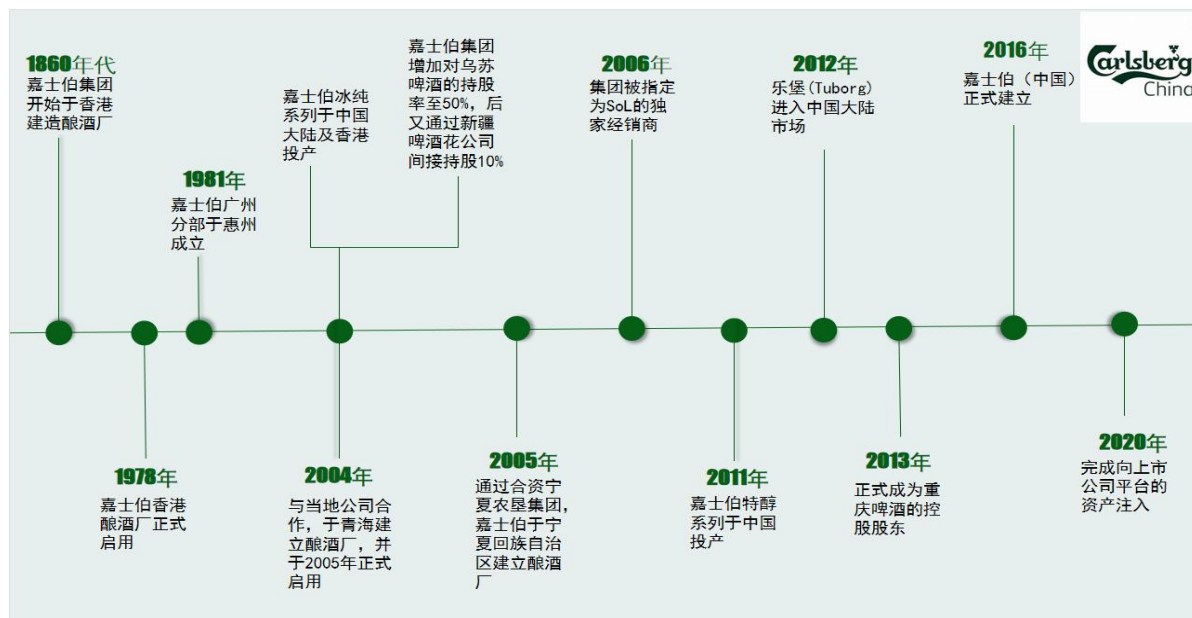 1860年代
嘉士伯集团
开始于香港
建造酿酒厂
1978年
嘉士伯香港
酿酒厂正式
启用
1981年
嘉士伯广州
分部于惠州
成立
嘉士伯冰纯
系列于中国
大陆及香港
投产
嘉士伯集团
增加对乌苏
啤酒的持股
率至50%，后
又通过新疆
啤酒花公司
间接持股10%
2004年
与当地公司合
作，于青海建
立酿酒厂，并
于2005年正式
启用
2005年
通过合资宁
夏农垦集团，
嘉士伯于宁
夏回族自治
区建立酿酒
厂
2006年
集团被指定
为SoL的独
家经销商
2011年
嘉士伯特醇
系列于中国
投产
2012年
乐堡(Tuborg)
进入中国大陆
市场
2013年
正式成为重
庆啤酒的控
股股东
2016年
嘉士伯（中国）
正式建立
2020年
完成向上市
公司平台的
资产注入
Carlsberg
China